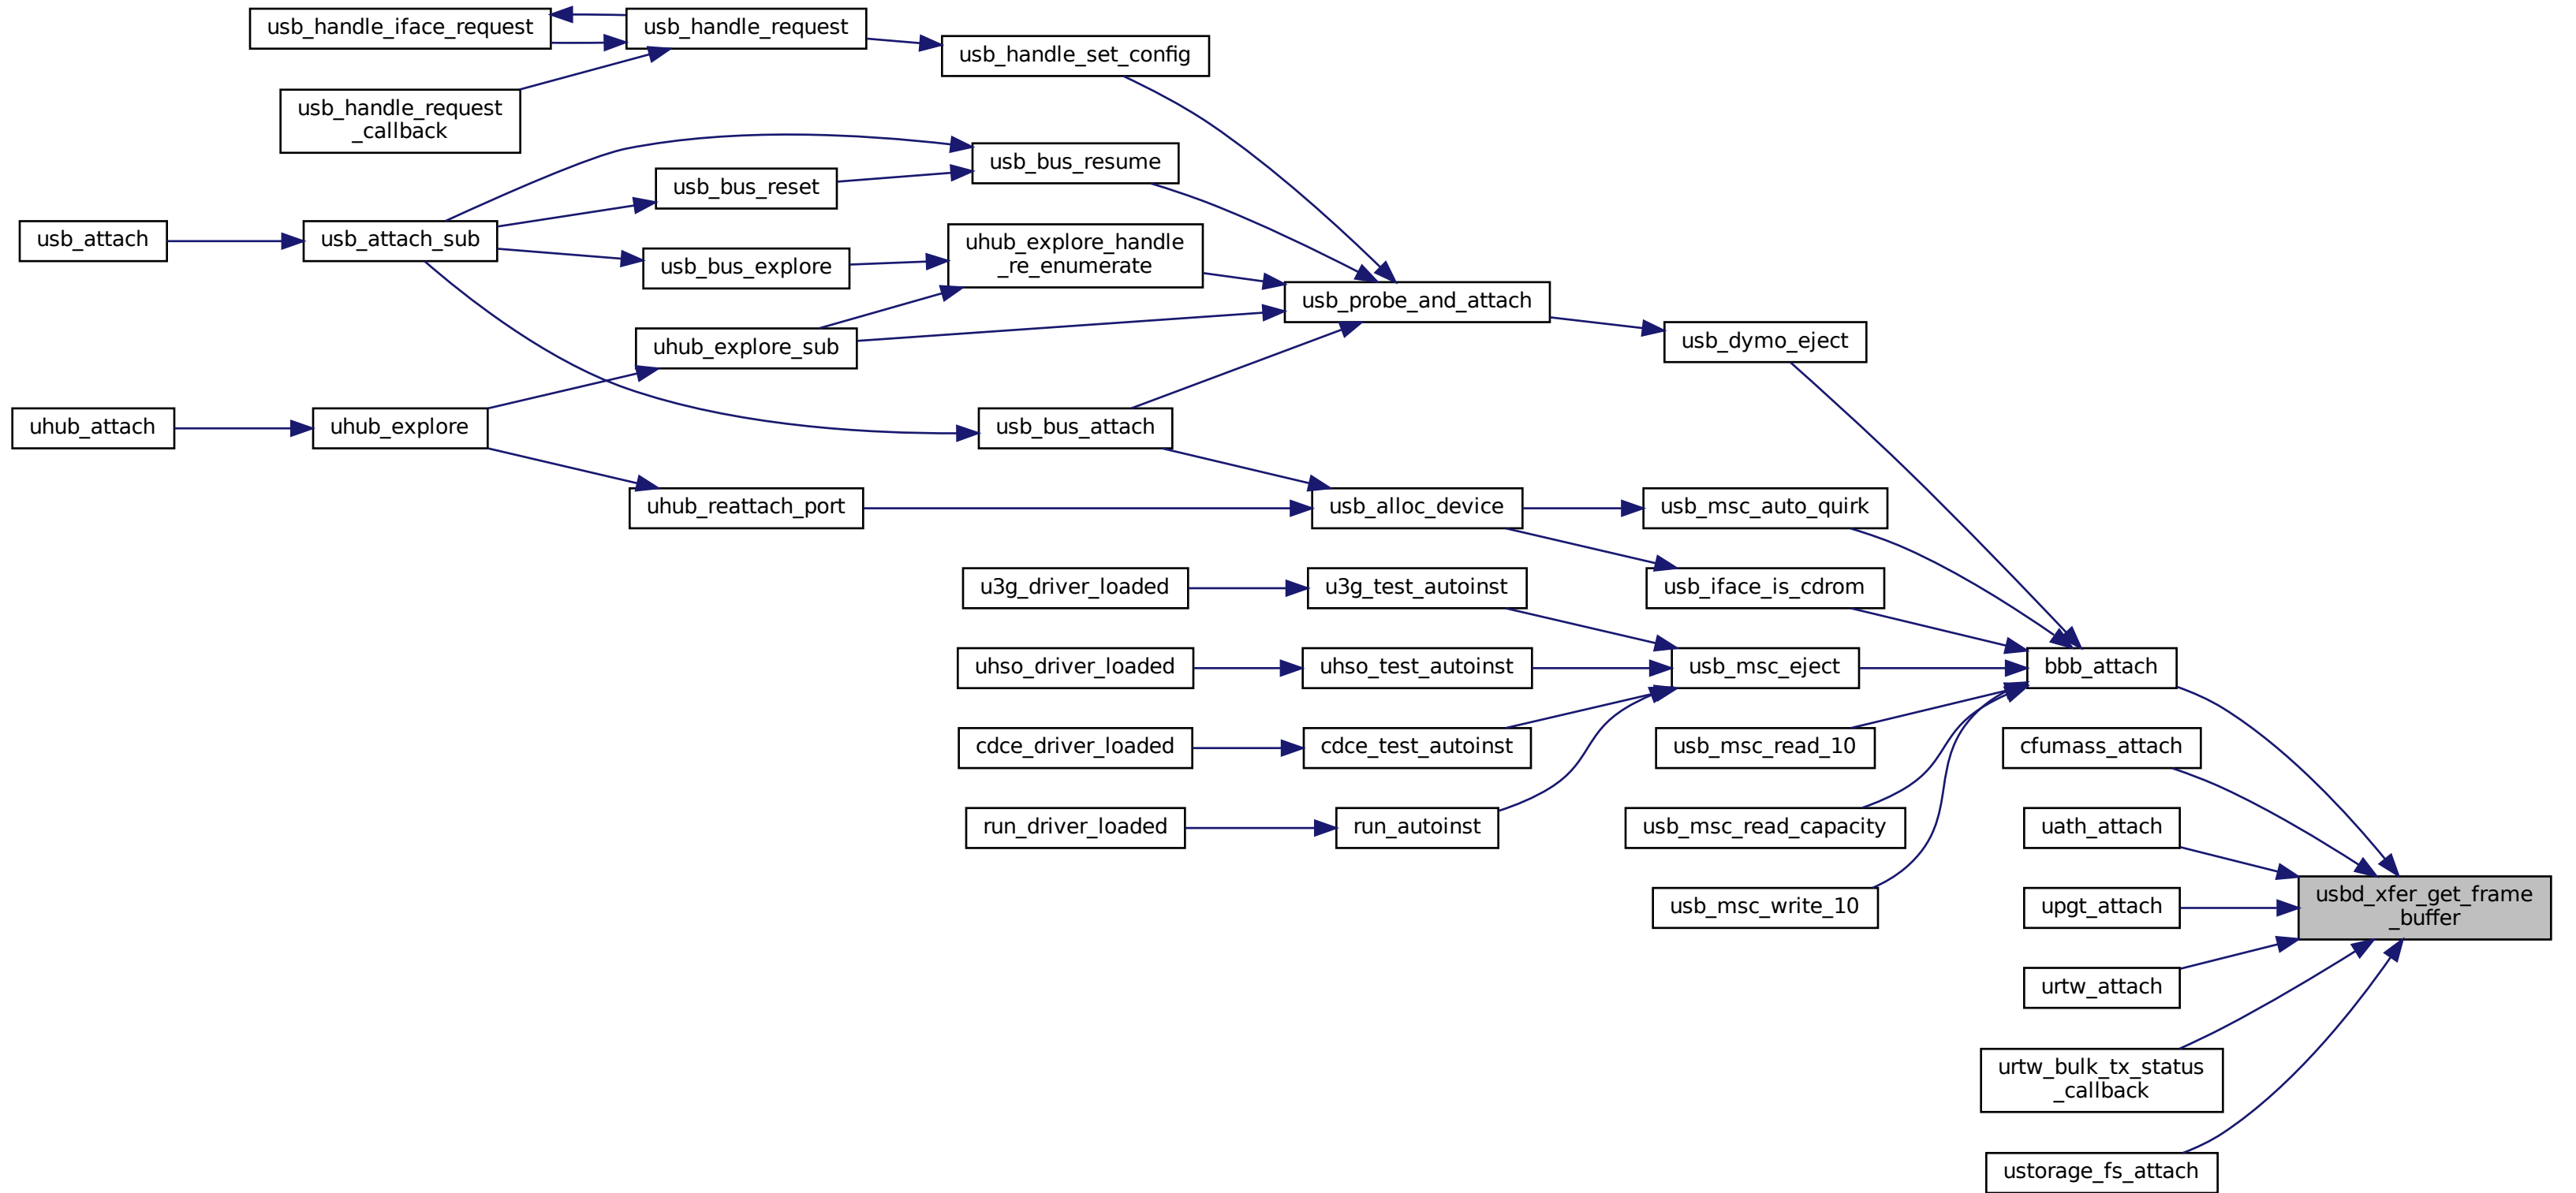 usb_handle_iface_request
usb_handle_request
usb_handle_set_config
usb_handle_request
_callback
usb_bus_resume
usb_bus_reset
usb_attach
usb_attach_sub
uhub_explore_handle
_re_enumerate
usb_bus_explore
usb_probe_and_attach
usb_dymo_eject
uhub_explore_sub
uhub_attach
uhub_explore
usb_bus_attach
uhub_reattach_port
usb_alloc_device
usb_msc_auto_quirk
u3g_driver_loaded
u3g_test_autoinst
usb_iface_is_cdrom
uhso_driver_loaded
uhso_test_autoinst
usb_msc_eject
bbb_attach
cdce_driver_loaded
cdce_test_autoinst
usb_msc_read_10
cfumass_attach
run_driver_loaded
run_autoinst
usb_msc_read_capacity
uath_attach
usb_msc_write_10
upgt_attach
usbd_xfer_get_frame
_buffer
urtw_attach
urtw_bulk_tx_status
_callback
ustorage_fs_attach